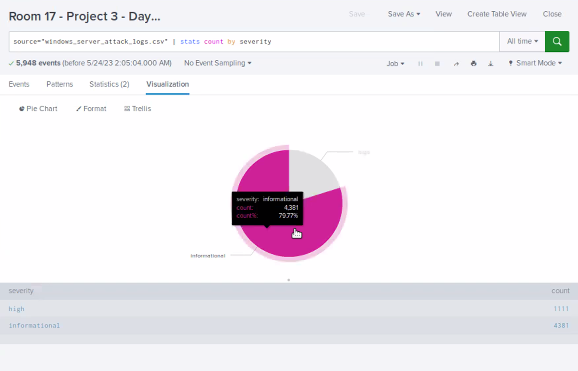 Room 17 - Project 3 - Day...
Save
Save As
View
Create Table View
Close
source="windows_server_attack_logs.csv" | stats count by severity
All time
5,948 events (before 5/24/23 2:05:04.000 AM)
No Event Sampling
Job
Smart Mode
Events
Patterns
Statistics (2)
Visualization
Pie Chart
Format
Trellis
high
severity: informational
count: 4,381
count%: 79.77%
informational
severity count
high 1111
informational 4381